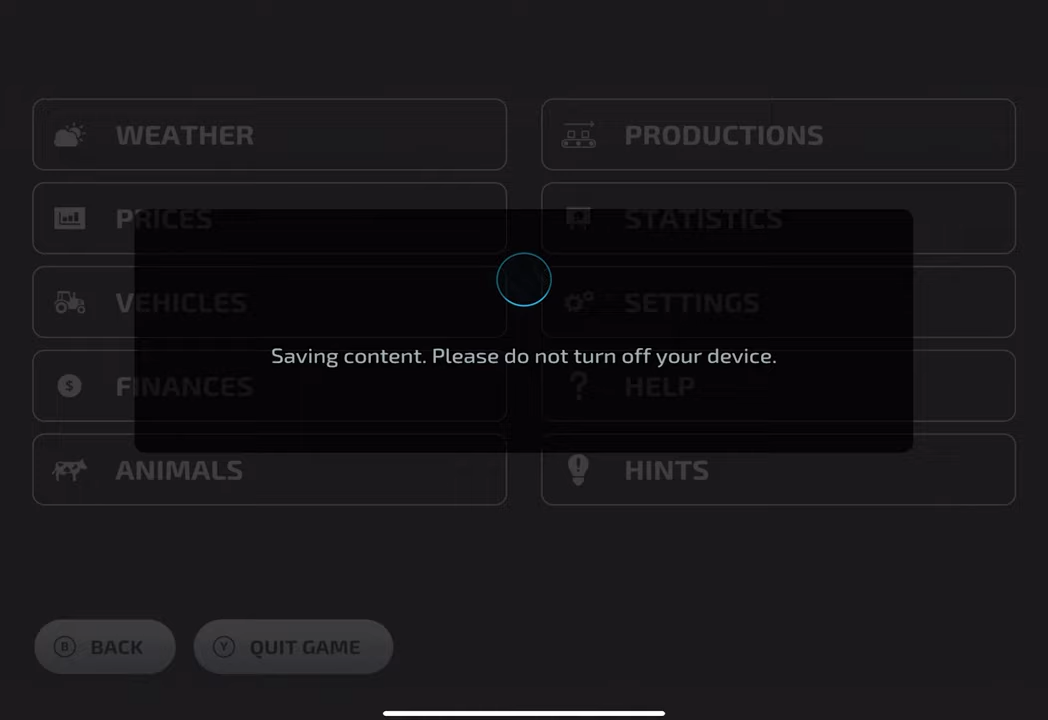 WEATHER
PRODUCTIONS
PRICES
STATISTICS
VEHICLES
SETTINGS
Saving content. Please do not turn off your device.
FINANCES
HELP
ANIMALS
HINTS
B BACK
Y QUIT GAME